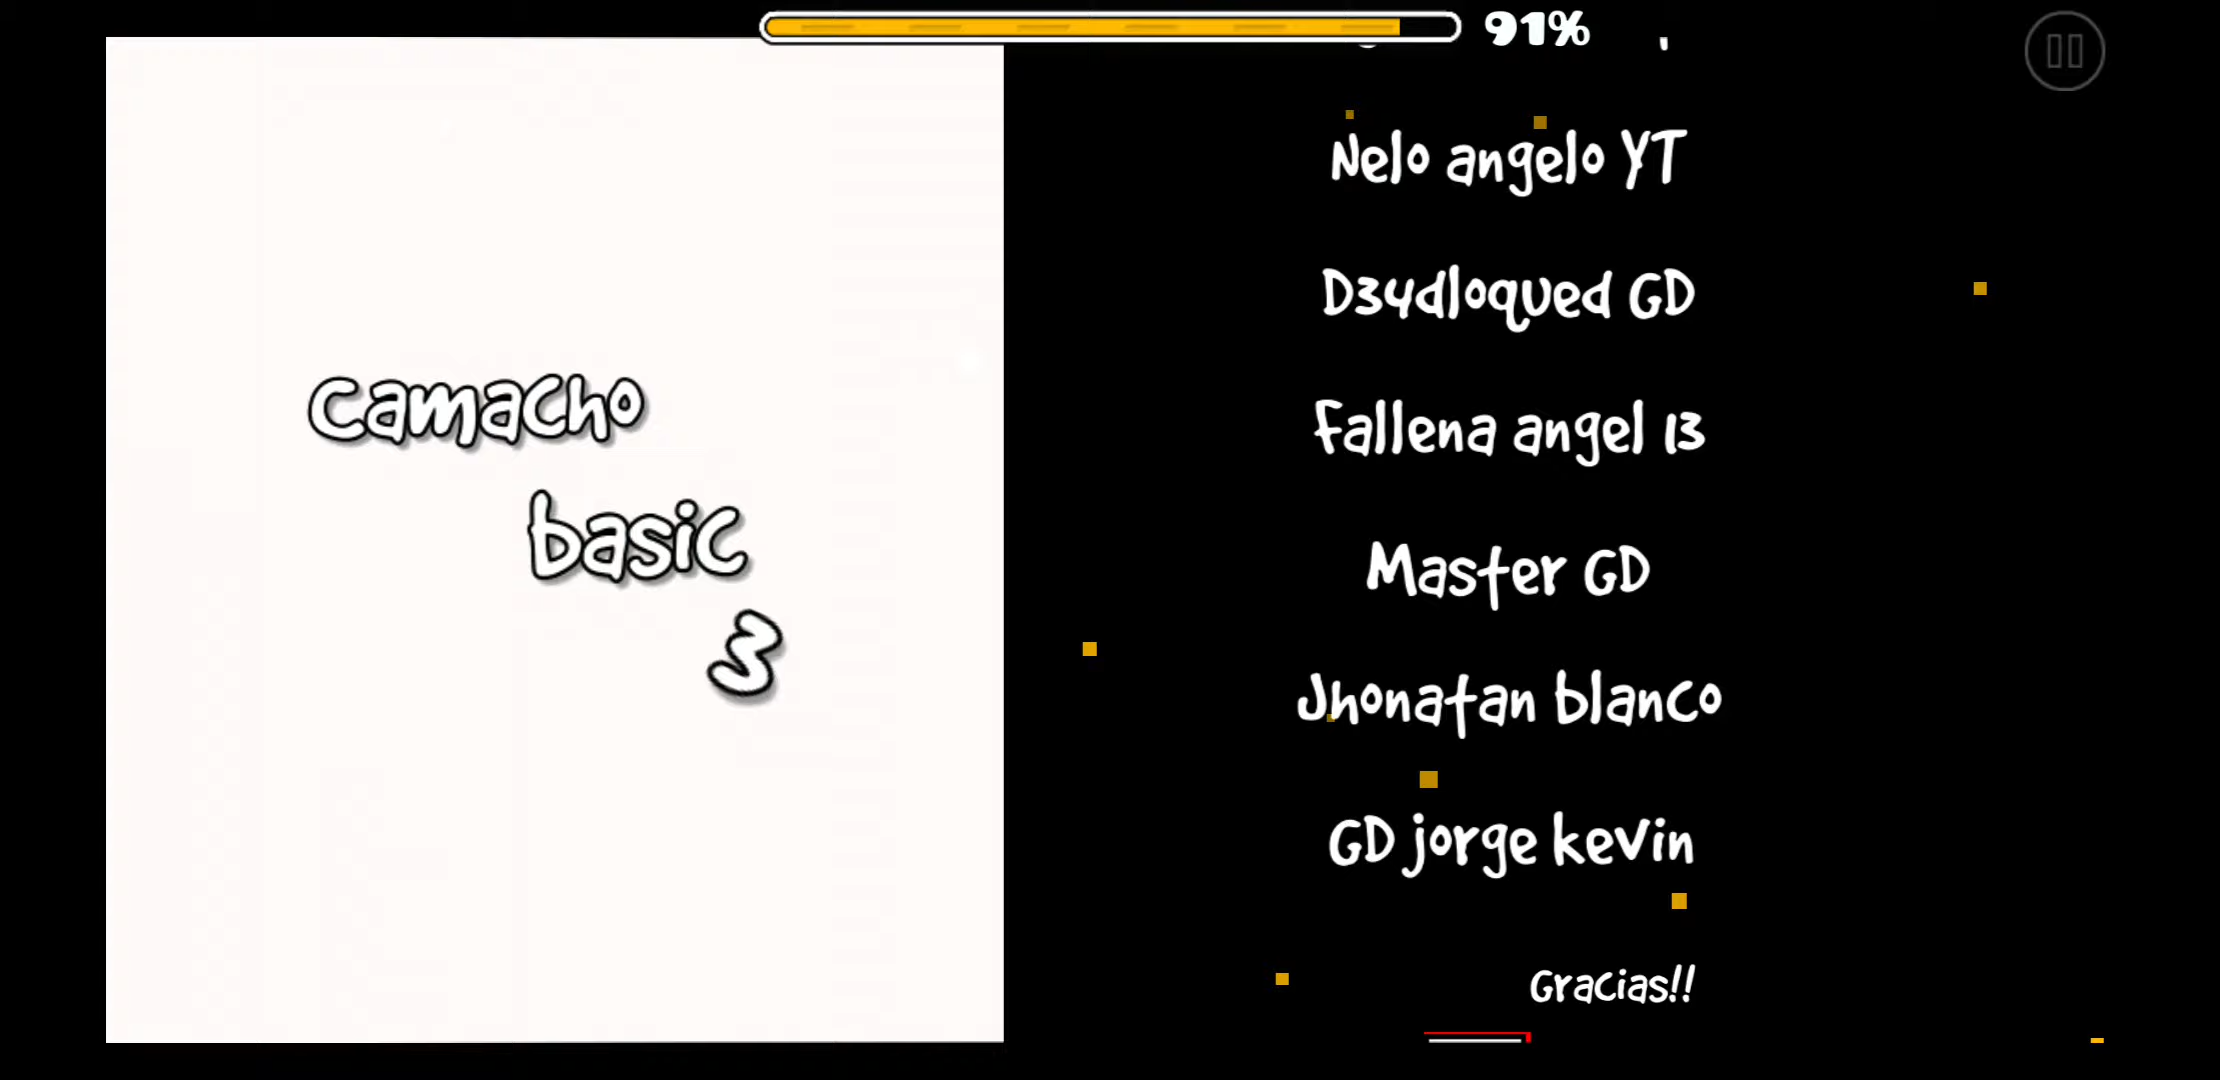 91%
Camacho
basic
3
Nelo angelo YT
D34dloqued GD
Fallena angel 13
Master GD
Jhonatan blanco
GD jorge kevin
Gracias!!